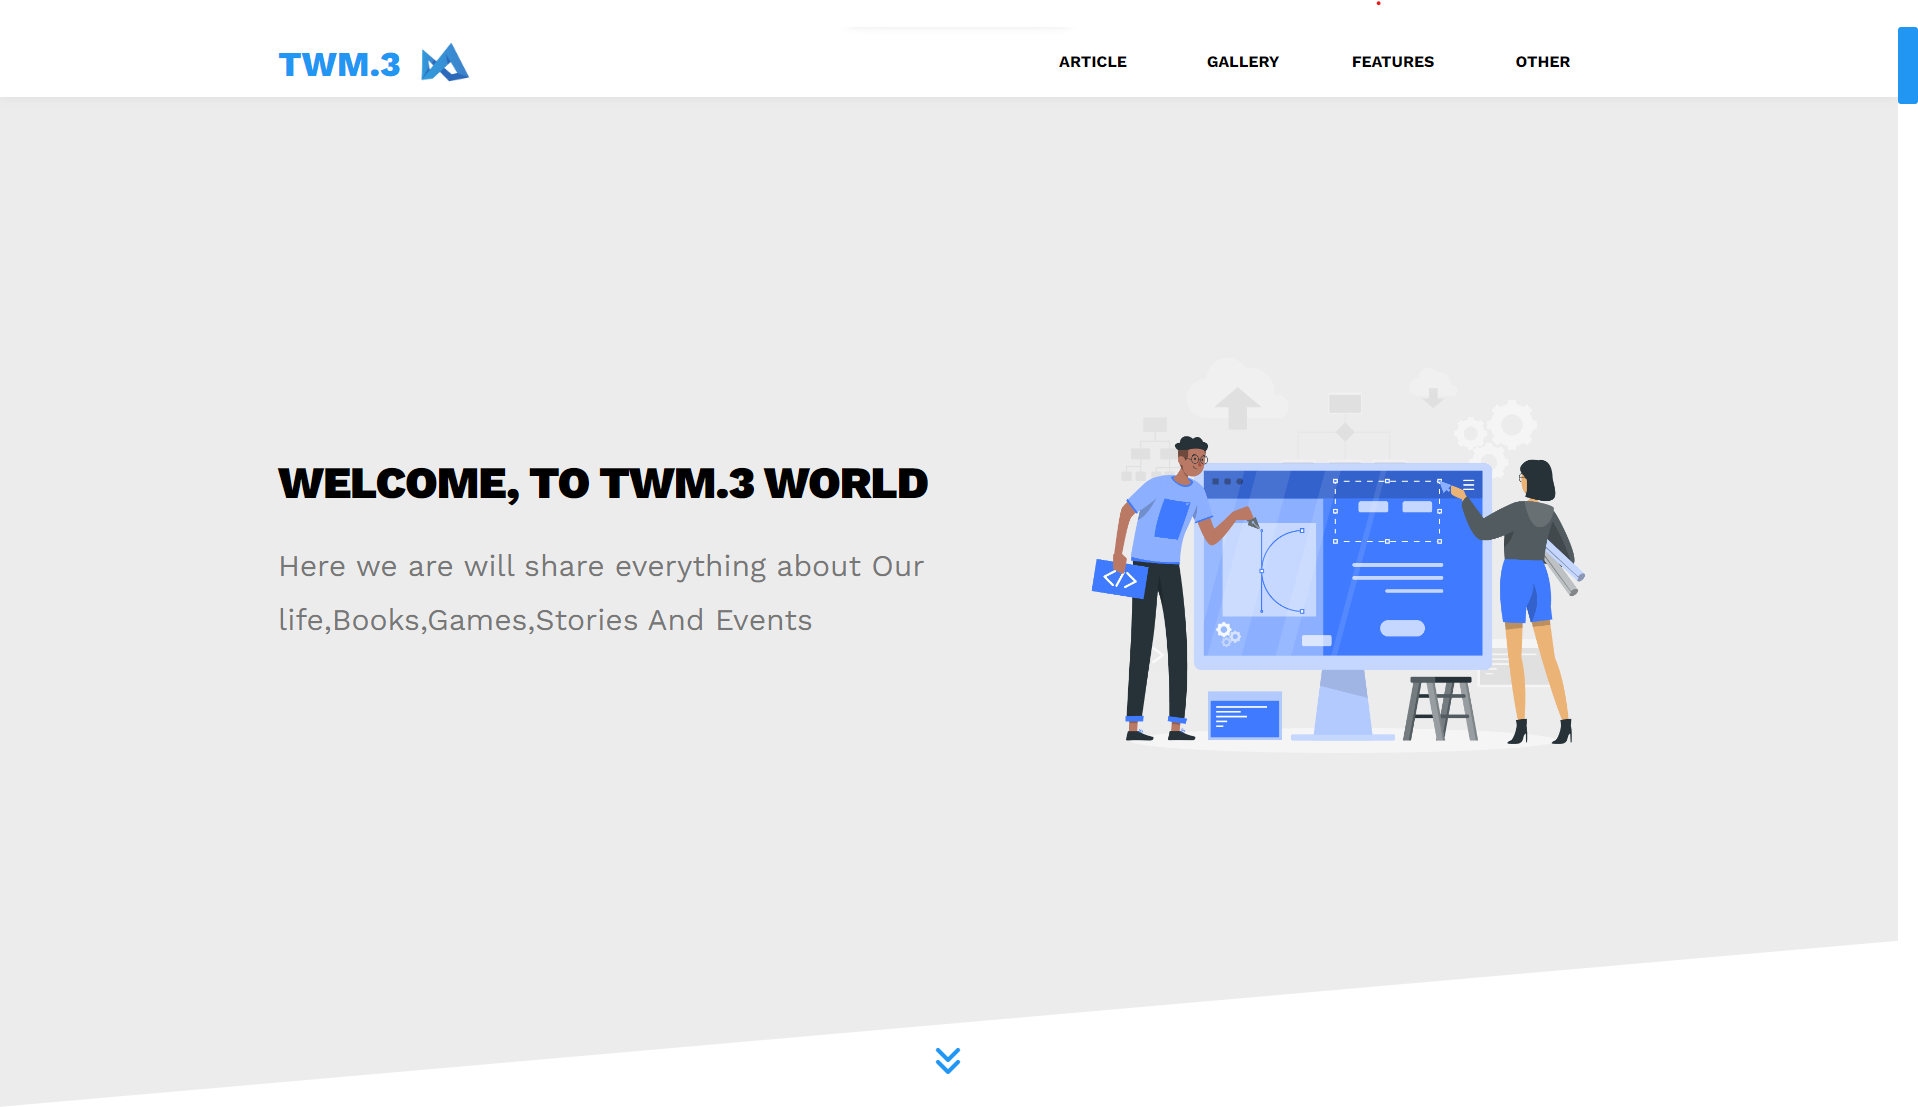 TWM.3
ARTICLE GALLERY FEATURES OTHER
WELCOME, TO TWM.3 WORLD
Here we are will share everything about Our
life,Books,Games,Stories And Events